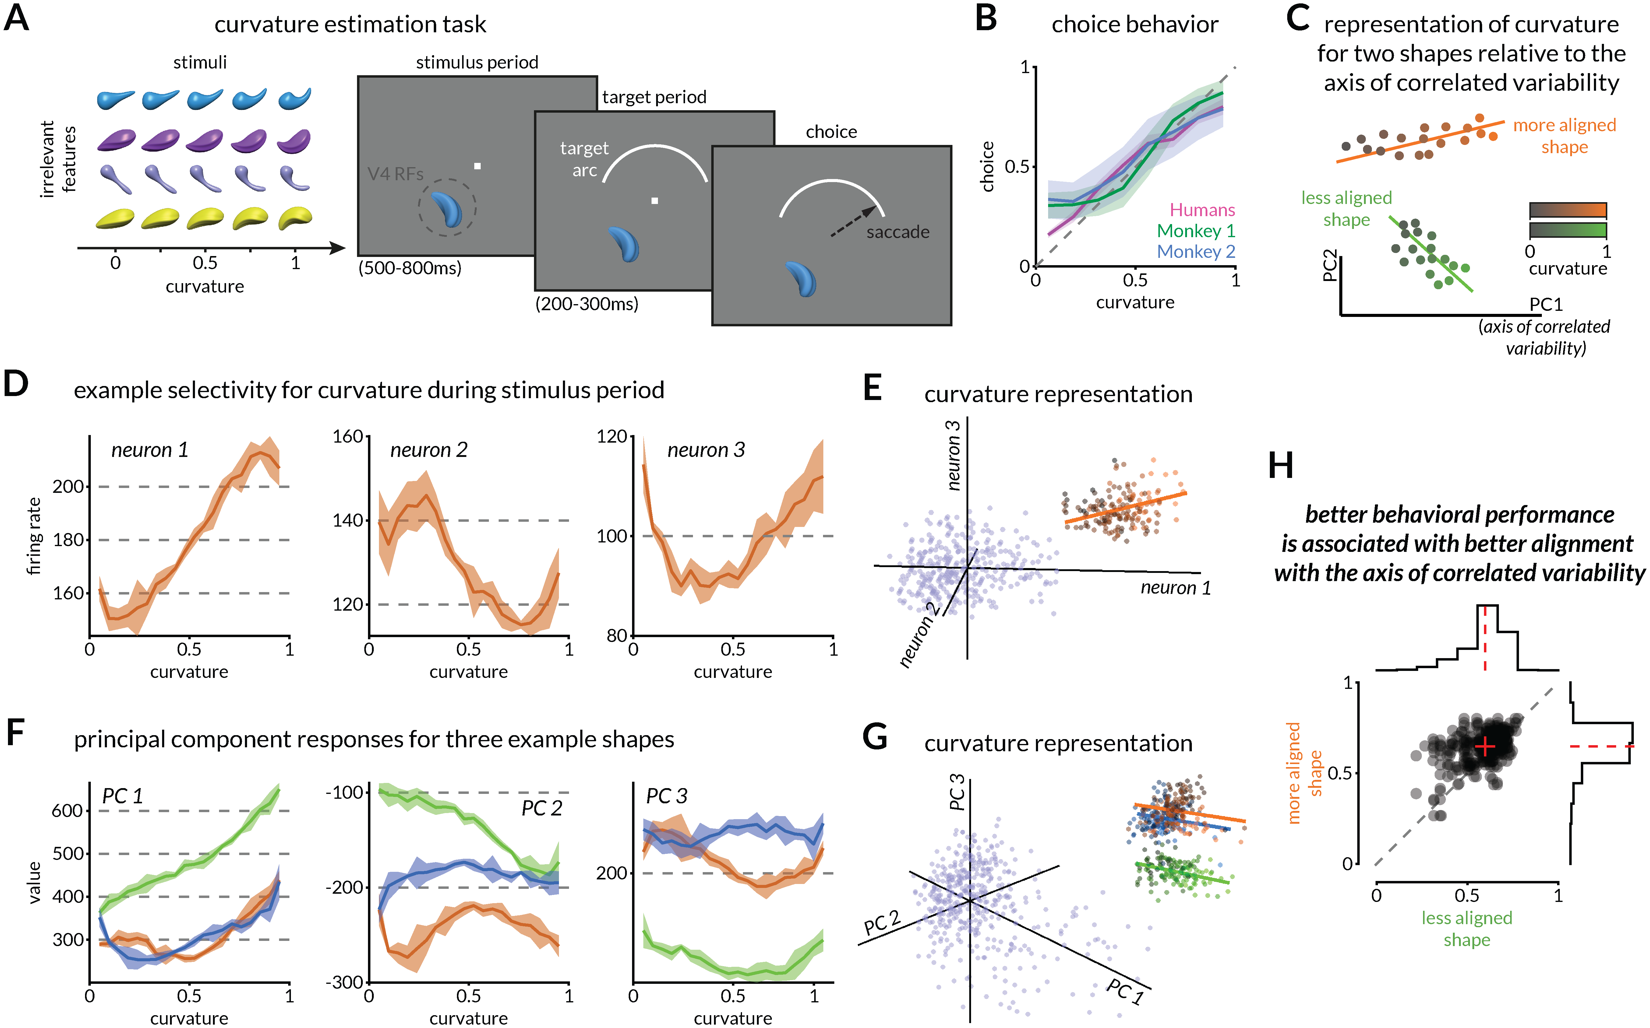 A
curvature estimation task
stimuli
irrelevant
features
0
0.5
1
curvature
stimulus period
V4 RFs
(500-800ms)
target period
target
arc
(200-300ms)
choice
saccade
B
choice behavior
1
0.5
0
choice
Humans
Monkey 1
Monkey 2
0
0.5
1
curvature
C
representation of curvature
for two shapes relative to the
axis of correlated variability
more aligned
shape
less aligned
shape
0
1
curvature
PC2
PC1
(axis of correlated
variability)
D
example selectivity for curvature during stimulus period
neuron 1
firing rate
200
180
160
0
0.5
1
curvature
neuron 2
160
140
120
0
0.5
1
curvature
neuron 3
120
100
80
0
0.5
1
curvature
E
curvature representation
neuron 3
neuron 1
neuron 2
F
principal component responses for three example shapes
PC 1
value
600
500
400
300
0
0.5
1
curvature
PC 2
-100
-200
-300
0
0.5
1
curvature
PC 3
200
0
0.5
1
curvature
G
curvature representation
PC 3
PC 2
PC 1
H
better behavioral performance
is associated with better alignment
with the axis of correlated variability
1
0.5
0
more aligned
shape
0
0.5
1
less aligned
shape